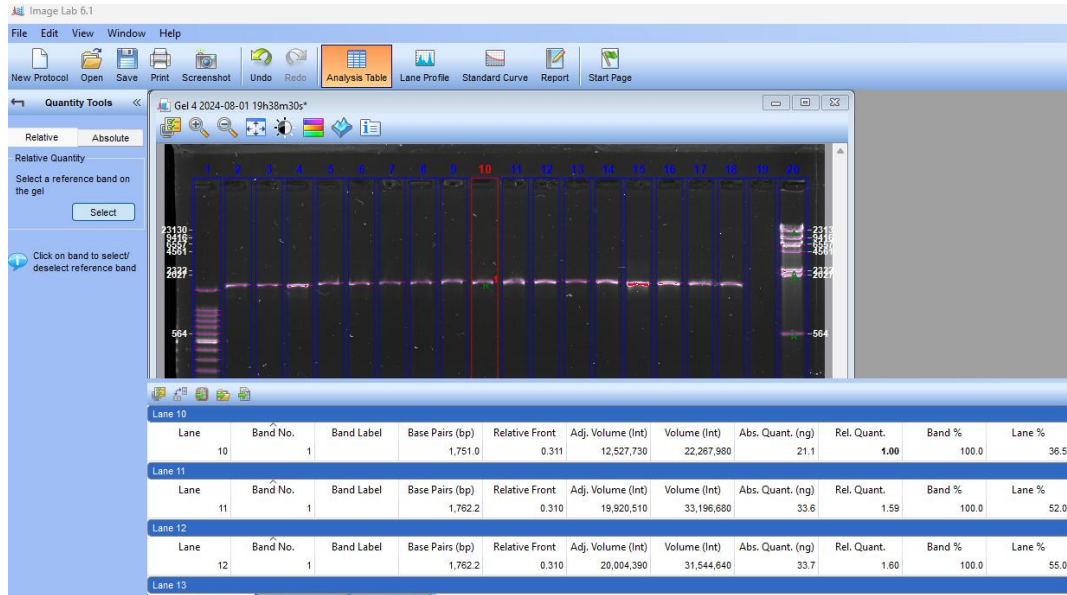 Image Lab 6.1
File Edit View Window Help
New Protocol Open Save Print Screenshot Undo Redo Analysis Table Lane Profile Standard Curve Report Start Page
Quantity Tools «
Gel 4 2024-08-01 19h38m30s*
Relative Absolute
Relative Quantity
Select a reference band on the gel
Select
Click on band to select/
deselect reference band
1 2 3 4 5 6 7 8 9 10 11 12 13 14 15 16 17 18 19 20
23130
9416
6557
4361
2322
2027
564 564
Lane 10
Lane Band No. Band Label Base Pairs (bp) Relative Front Adj. Volume (Int) Volume (Int) Abs. Quant. (ng) Rel. Quant. Band % Lane %
10 1 1,751.0 0.311 12,527,730 22,267,980 21.1 1.00 100.0 36.5
Lane 11
Lane Band No. Band Label Base Pairs (bp) Relative Front Adj. Volume (Int) Volume (Int) Abs. Quant. (ng) Rel. Quant. Band % Lane %
11 1 1,762.2 0.310 19,920,510 33,196,680 33.6 1.59 100.0 52.0
Lane 12
Lane Band No. Band Label Base Pairs (bp) Relative Front Adj. Volume (Int) Volume (Int) Abs. Quant. (ng) Rel. Quant. Band % Lane %
12 1 1,762.2 0.310 20,004,390 31,544,640 33.7 1.60 100.0 55.0
Lane 13